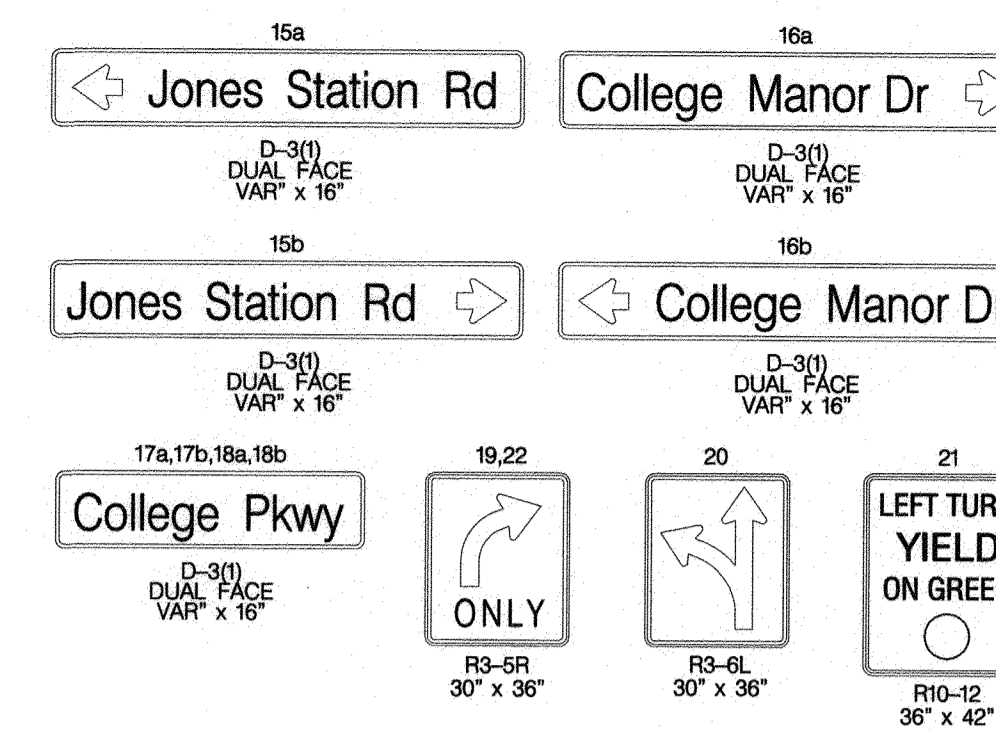 15a
Jones Station Rd
D-3(1)
DUAL FACE
VAR" x 16"
16a
College Manor Dr
D-3(1)
DUAL FACE
VAR" x 16"
15b
Jones Station Rd
D-3(1)
DUAL FACE
VAR" x 16"
16b
College Manor D
D-3(1)
DUAL FACE
VAR" x 16"
17a,17b,18a,18b
College Pkwy
D-3(1)
DUAL FACE
VAR" x 16"
19,22
ONLY
R3-5R
30" x 36"
20
R3-6L
30" x 36"
21
LEFT TUR
YIELD
ON GREE
R10-12
36" x 42"